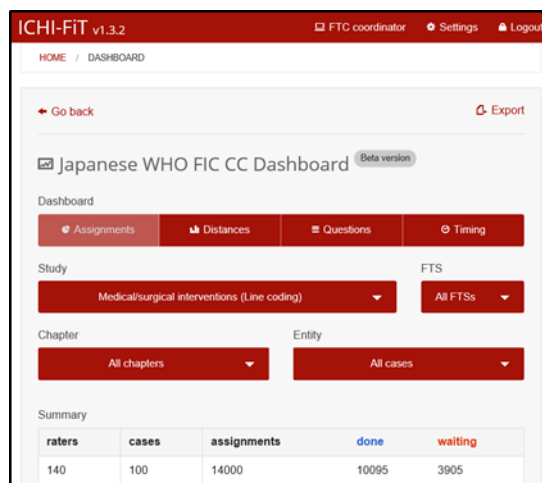 ICHI-FiT v1.3.2 FTC coordinator Settings Logout
HOME / DASHBOARD
Go back Export
Japanese WHO FIC CC Dashboard Beta version
Dashboard
Assignments Distances Questions Timing
Study FTS
Medical/surgical interventions (Line coding) All FTSs
Chapter Entity
All chapters All cases
Summary
raters cases assignments done waiting
140 100 14000 10095 3905